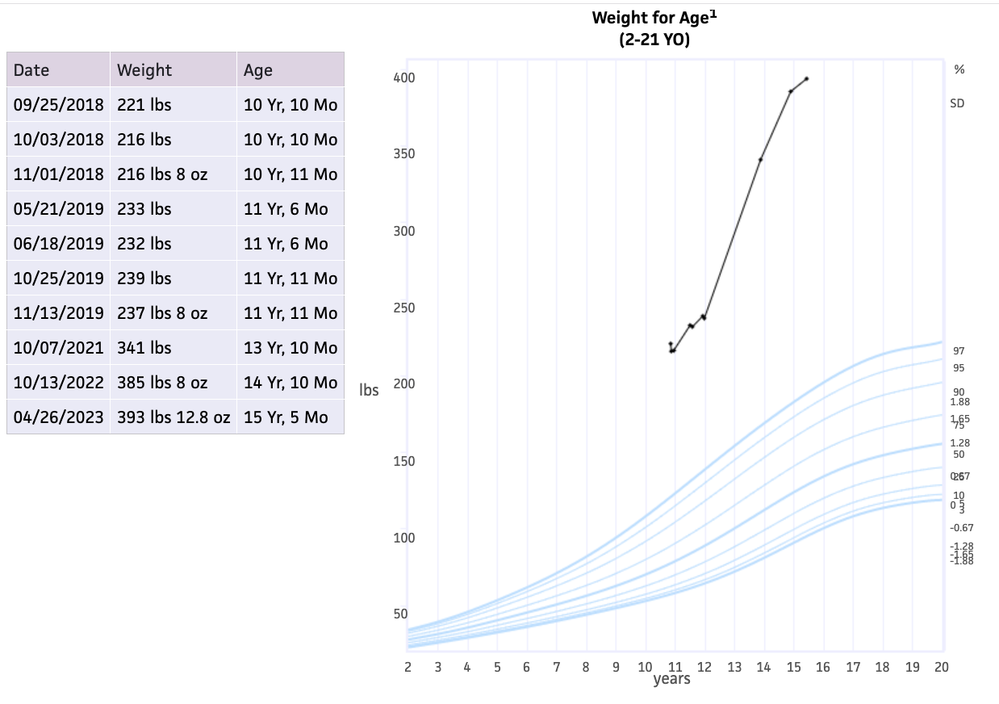 Weight for Age¹
(2-21 YO)
Date Weight Age
09/25/2018 221 lbs 10 Yr, 10 Mo
10/03/2018 216 lbs 10 Yr, 10 Mo
11/01/2018 216 lbs 8 oz 10 Yr, 11 Mo
05/21/2019 233 lbs 11 Yr, 6 Mo
06/18/2019 232 lbs 11 Yr, 6 Mo
10/25/2019 239 lbs 11 Yr, 11 Mo
11/13/2019 237 lbs 8 oz 11 Yr, 11 Mo
10/07/2021 341 lbs 13 Yr, 10 Mo
10/13/2022 385 lbs 8 oz 14 Yr, 10 Mo
04/26/2023 393 lbs 12.8 oz 15 Yr, 5 Mo
lbs
400
350
300
250
200
150
100
50
2 3 4 5 6 7 8 9 10 11 12 13 14 15 16 17 18 19 20
years
%
SD
97
95
90
1.88
1.65
75
1.28
50
0.67
10
0
5
3
-0.67
-1.28
-1.65
-1.88